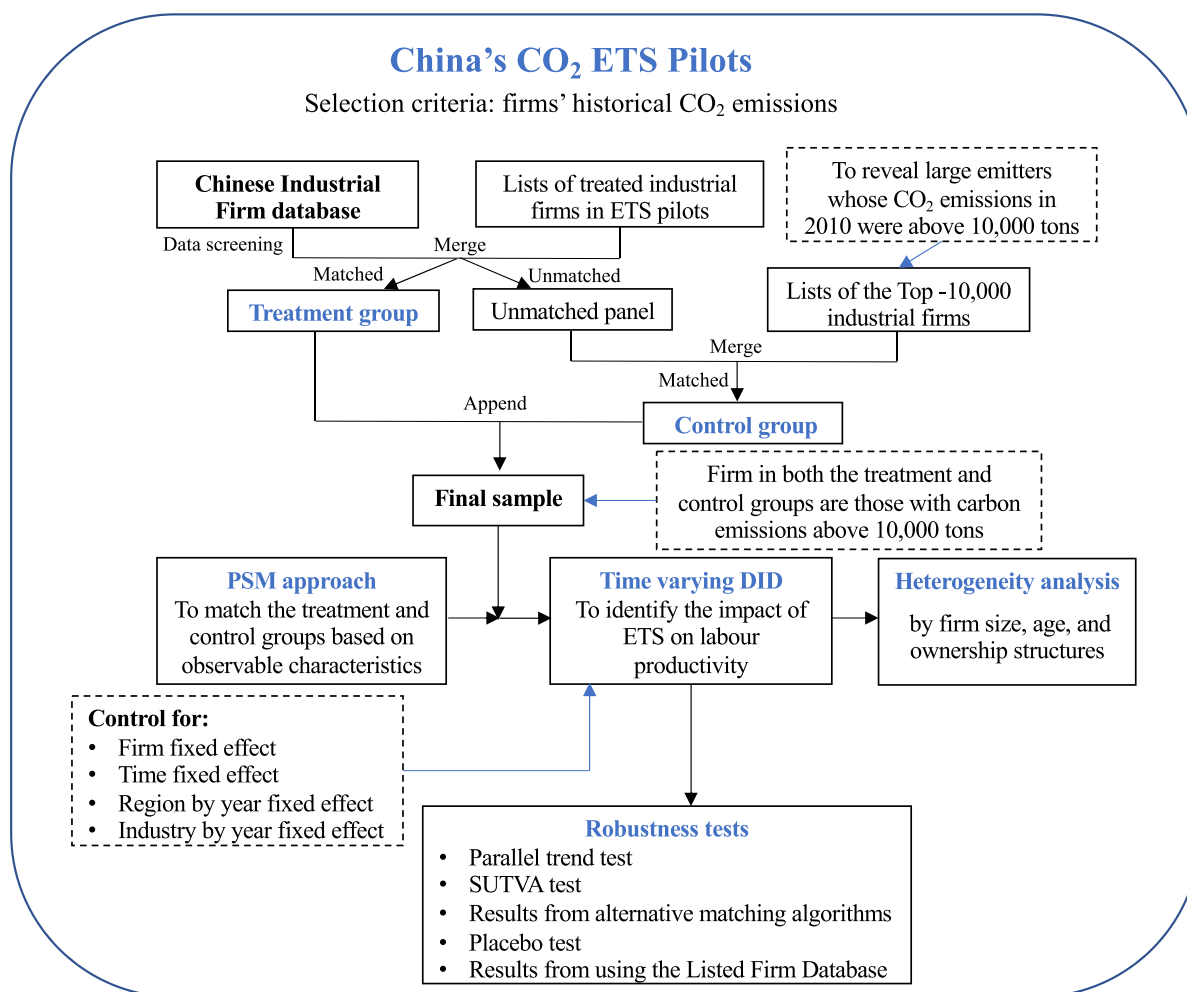 China's CO₂ ETS Pilots
Selection criteria: firms' historical CO₂ emissions
Chinese Industrial
Firm database
Lists of treated industrial
firms in ETS pilots
To reveal large emitters
whose CO₂ emissions in
2010 were above 10,000 tons
Data screening
Merge
Matched
Unmatched
Treatment group
Unmatched panel
Lists of the Top -10,000
industrial firms
Merge
Matched
Append
Control group
Final sample
Firm in both the treatment and
control groups are those with carbon
emissions above 10,000 tons
PSM approach
To match the treatment and
control groups based on
observable characteristics
Time varying DID
To identify the impact of
ETS on labour
productivity
Heterogeneity analysis
by firm size, age, and
ownership structures
Control for:
• Firm fixed effect
• Time fixed effect
• Region by year fixed effect
• Industry by year fixed effect
Robustness tests
• Parallel trend test
• SUTVA test
• Results from alternative matching algorithms
• Placebo test
• Results from using the Listed Firm Database